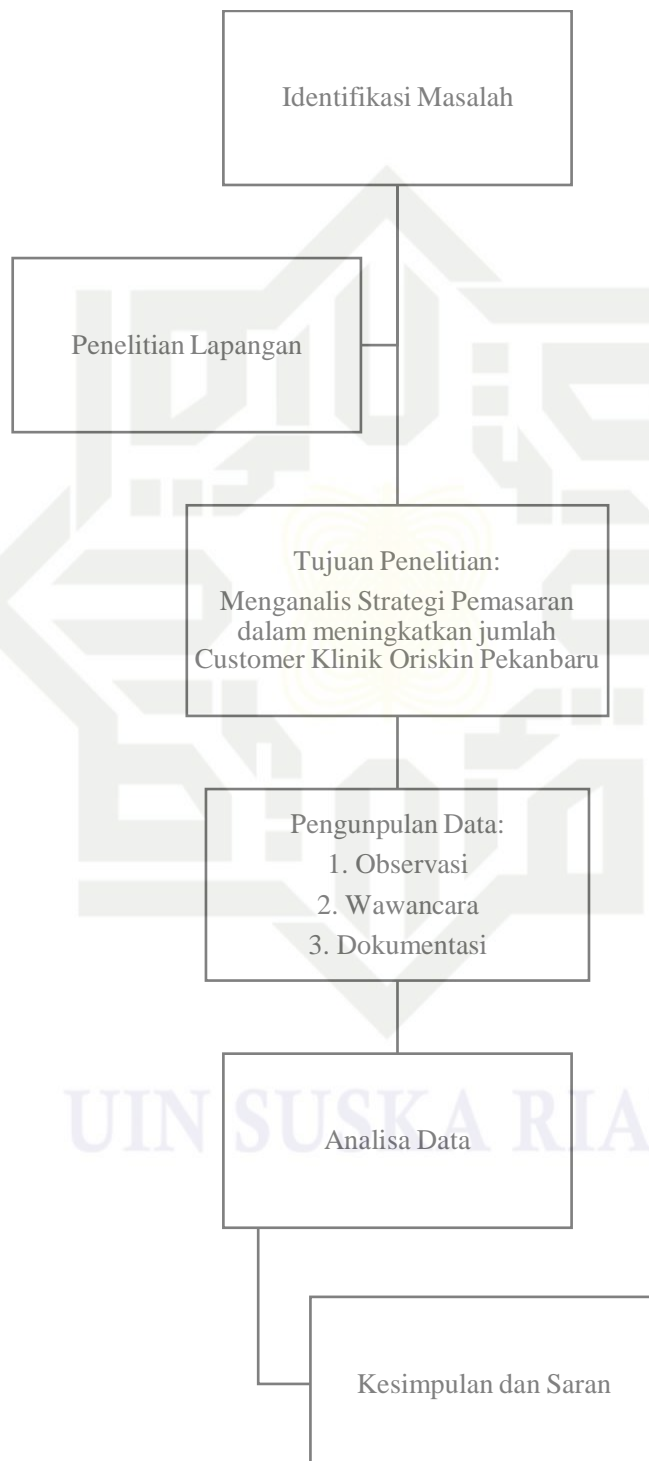 Identifikasi Masalah
Penelitian Lapangan
Tujuan Penelitian:
Menganalis Strategi Pemasaran
dalam meningkatkan jumlah
Customer Klinik Oriskin Pekanbaru
Pengunpulan Data:
1. Observasi
2. Wawancara
3. Dokumentasi
UIN SUSKA RIA
Analisa Data
Kesimpulan dan Saran